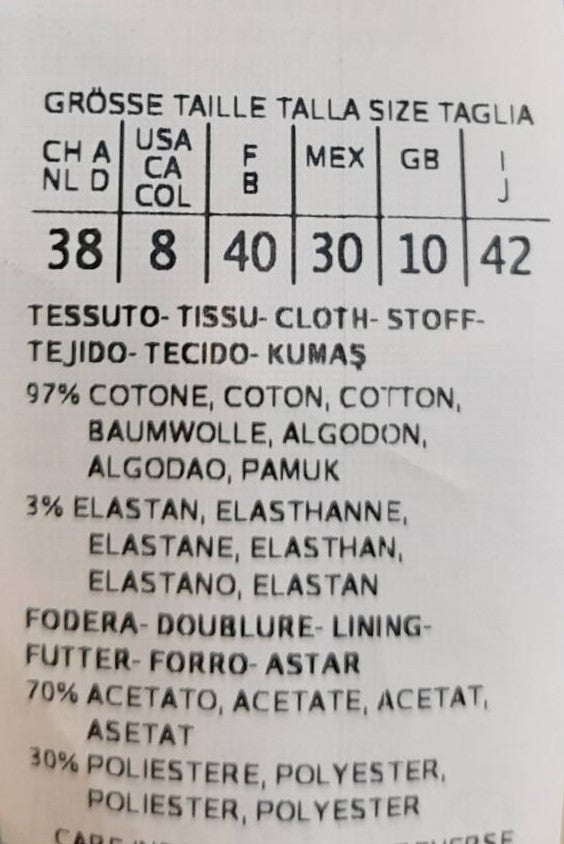 GRÖSSE TAILLE TALLA SIZE TAGLIA
CH A NL D | USA CA COL | F B | MEX | GB | I J
38 | 8 | 40 | 30 | 10 | 42
TESSUTO- TISSU- CLOTH- STOFF-
TEJIDO- TECIDO- KUMAŞ
97% COTONE, COTON, COTTON,
BAUMWOLLE, ALGODON,
ALGODAO, PAMUK
3% ELASTAN, ELASTHANNE,
ELASTANE, ELASTHAN,
ELASTANO, ELASTAN
FODERA- DOUBLURE- LINING-
FUTTER- FORRO- ASTAR
70% ACETATO, ACETATE, ACETAT,
ASETAT
30% POLIESTERE, POLYESTER,
POLIESTER, POLYESTER